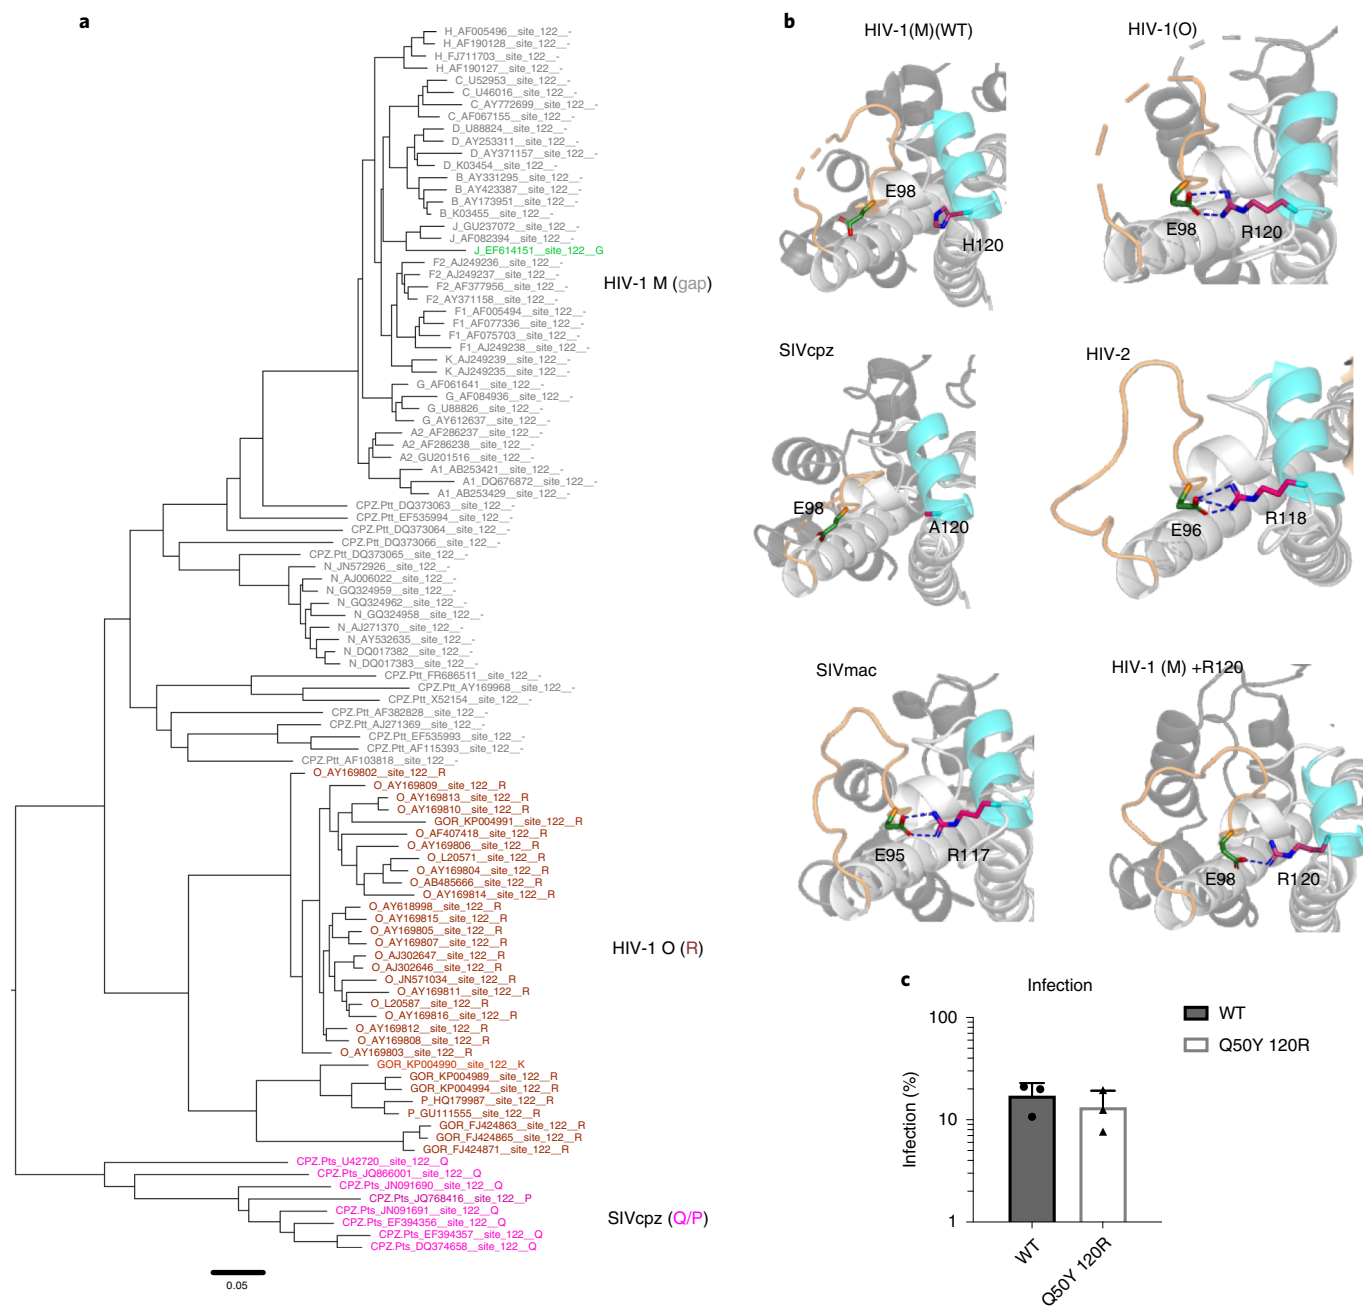 a
H_AF005496__site_122__-
H_AF190128__site_122__-
H_FJ711703__site_122__-
H_AF190127__site_122__-
C_U52953__site_122__-
C_U46016__site_122__-
C_AY772699__site_122__-
C_AF067155__site_122__-
D_U88824__site_122__-
D_AY253311__site_122__-
D_AY371157__site_122__-
D_K03454__site_122__-
B_AY331295__site_122__-
B_AY423387__site_122__-
B_AY173951__site_122__-
B_K03455__site_122__-
J_GU237072__site_122__-
J_AF082394__site_122__-
J_EF614151__site_122__G
F2_AJ249236__site_122__-
F2_AJ249237__site_122__-
F2_AF377956__site_122__-
F2_AY371158__site_122__-
F1_AF005494__site_122__-
F1_AF077336__site_122__-
F1_AF075703__site_122__-
F1_AJ249238__site_122__-
K_AJ249239__site_122__-
K_AJ249235__site_122__-
G_AF061641__site_122__-
G_AF084936__site_122__-
G_U88826__site_122__-
G_AY612637__site_122__-
A2_AF286237__site_122__-
A2_AF286238__site_122__-
A2_GU201516__site_122__-
A1_AB253421__site_122__-
A1_DQ676872__site_122__-
A1_AB253429__site_122__-
CPZ.Ptt_DQ373063__site_122__-
CPZ.Ptt_EF535994__site_122__-
CPZ.Ptt_DQ373064__site_122__-
CPZ.Ptt_DQ373066__site_122__-
CPZ.Ptt_DQ373065__site_122__-
N_JN572926__site_122__-
N_AJ006022__site_122__-
N_GQ324959__site_122__-
N_GQ324962__site_122__-
N_GQ324958__site_122__-
N_AJ271370__site_122__-
N_AY532635__site_122__-
N_DQ017382__site_122__-
N_DQ017383__site_122__-
CPZ.Ptt_FR686511__site_122__-
CPZ.Ptt_AY169968__site_122__-
CPZ.Ptt_X52154__site_122__-
CPZ.Ptt_AF382828__site_122__-
CPZ.Ptt_AJ271369__site_122__-
CPZ.Ptt_EF535993__site_122__-
CPZ.Ptt_AF115393__site_122__-
CPZ.Ptt_AF103818__site_122__-
O_AY169802__site_122__R
O_AY169809__site_122__R
O_AY169813__site_122__R
O_AY169810__site_122__R
GOR_KP004991__site_122__R
O_AF407418__site_122__R
O_AY169806__site_122__R
O_L20571__site_122__R
O_AY169804__site_122__R
O_AB485666__site_122__R
O_AY169814__site_122__R
O_AY618998__site_122__R
O_AY169815__site_122__R
O_AY169805__site_122__R
O_AY169807__site_122__R
O_AJ302647__site_122__R
O_AJ302646__site_122__R
O_JN571034__site_122__R
O_AY169811__site_122__R
O_L20587__site_122__R
O_AY169816__site_122__R
O_AY169812__site_122__R
O_AY169808__site_122__R
O_AY169803__site_122__R
GOR_KP004990__site_122__K
GOR_KP004989__site_122__R
GOR_KP004994__site_122__R
P_HQ179987__site_122__R
P_GU111555__site_122__R
GOR_FJ424863__site_122__R
GOR_FJ424865__site_122__R
GOR_FJ424871__site_122__R
CPZ.Pts_U42720__site_122__Q
CPZ.Pts_JQ866001__site_122__Q
CPZ.Pts_JN091690__site_122__Q
CPZ.Pts_JQ768416__site_122__P
CPZ.Pts_JN091691__site_122__Q
CPZ.Pts_EF394356__site_122__Q
CPZ.Pts_EF394357__site_122__Q
CPZ.Pts_DQ374658__site_122__Q
HIV-1 M (gap)
HIV-1 O (R)
SIVcpz (Q/P)
0.05
b
HIV-1(M)(WT)
E98
H120
HIV-1(O)
E98
R120
SIVcpz
E98
A120
HIV-2
E96
R118
SIVmac
E95
R117
HIV-1 (M) +R120
E98
R120
c
Infection
Infection (%)
100
10
1
WT
Q50Y 120R
WT
Q50Y 120R